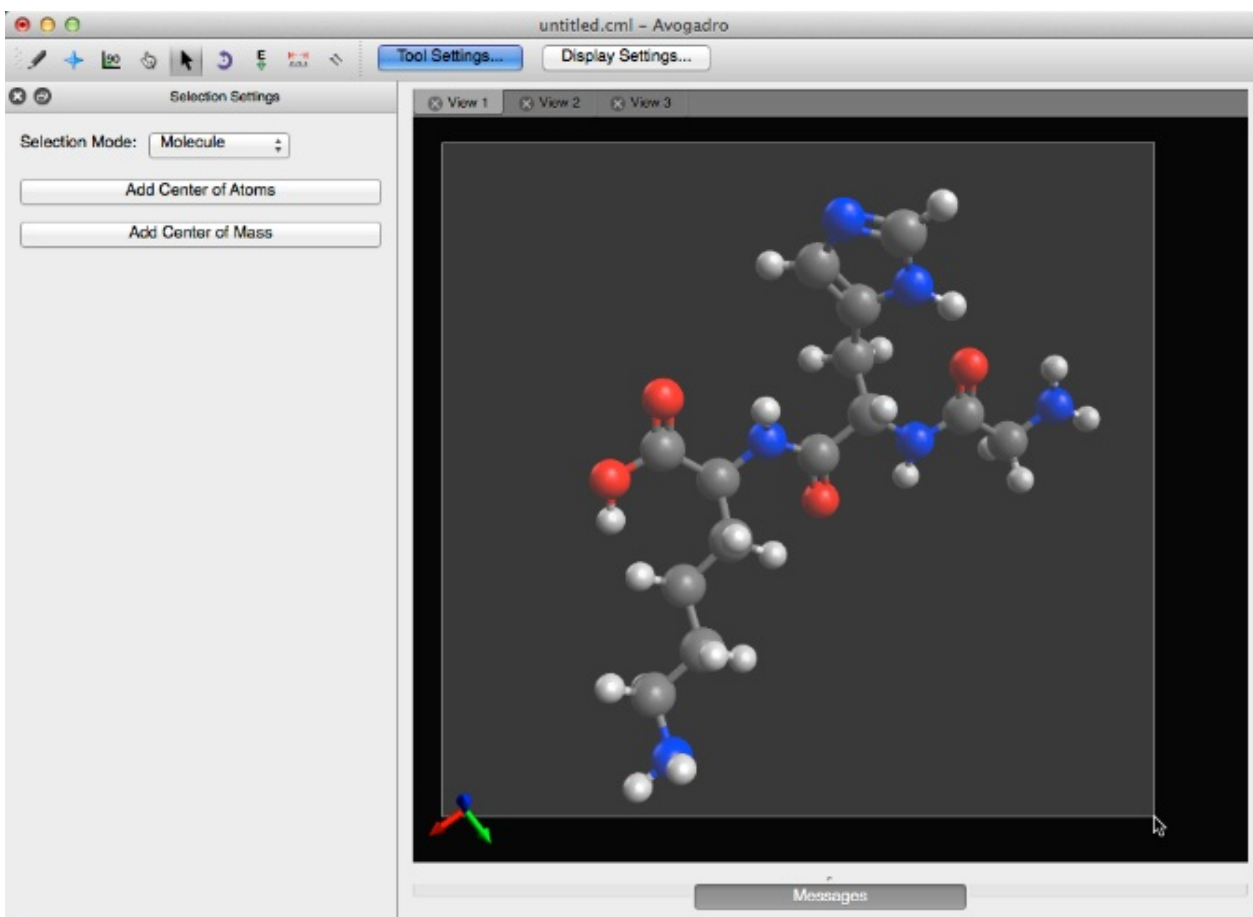 untitled.cml – Avogadro
90
E
Tool Settings...
Display Settings...
Selection Settings
View 1
View 2
View 3
Selection Mode:
Molecule
Add Center of Atoms
Add Center of Mass
Messages